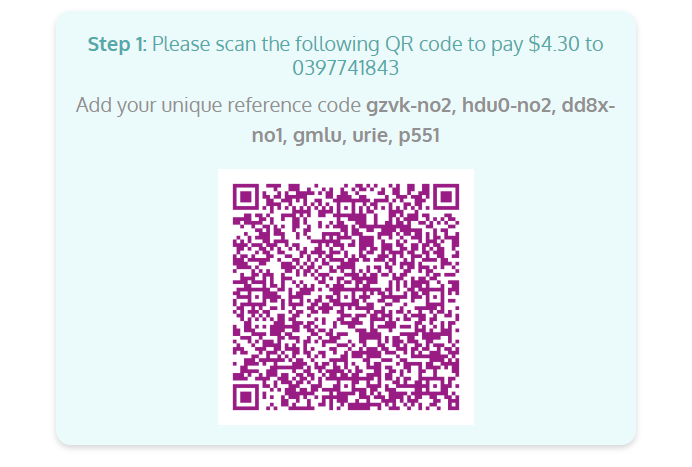 Step 1: Please scan the following QR code to pay $4.30 to
0397741843
Add your unique reference code gzvk-no2, hdu0-no2, dd8x-
no1, gmlu, urie, p551